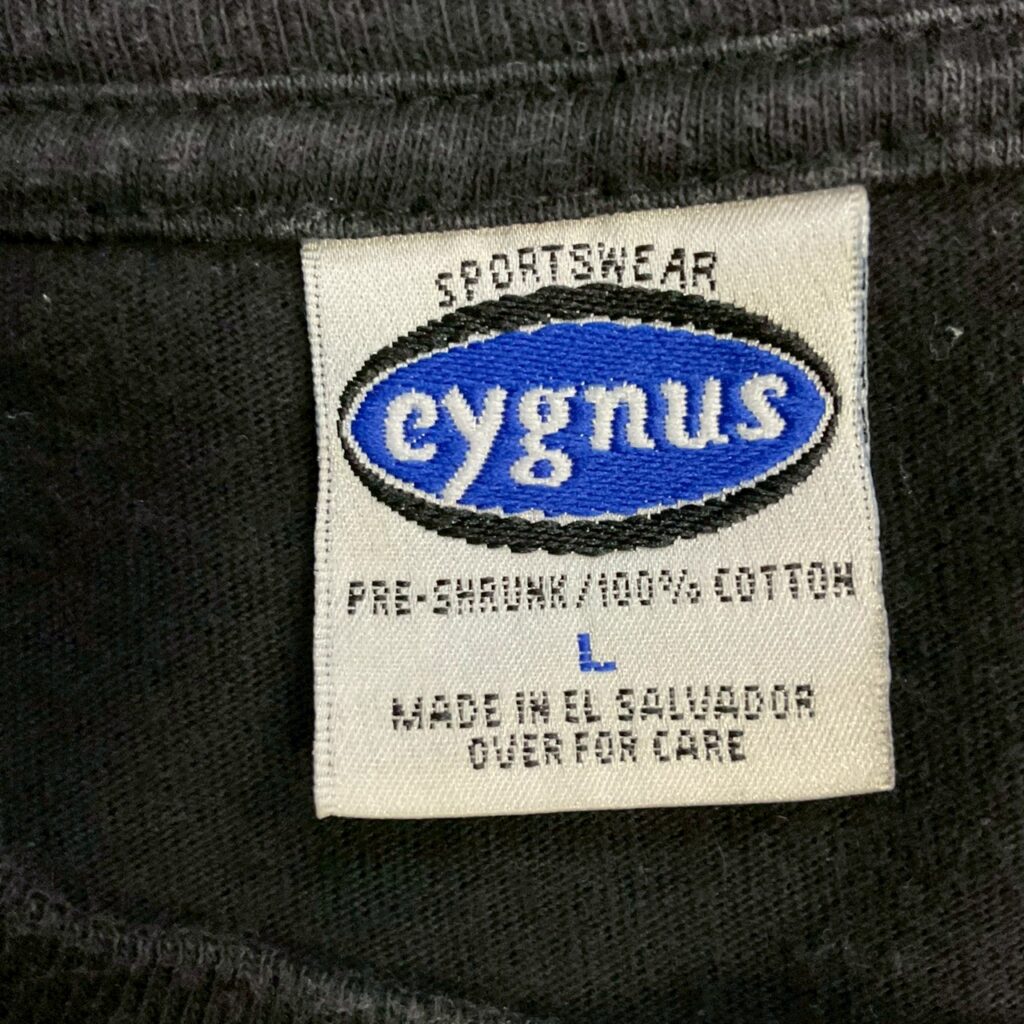 SPORTSWEAR
cygnus
PRE-SHRUNK/100% COTTON
L
MADE IN EL SALVADOR
OVER FOR CARE